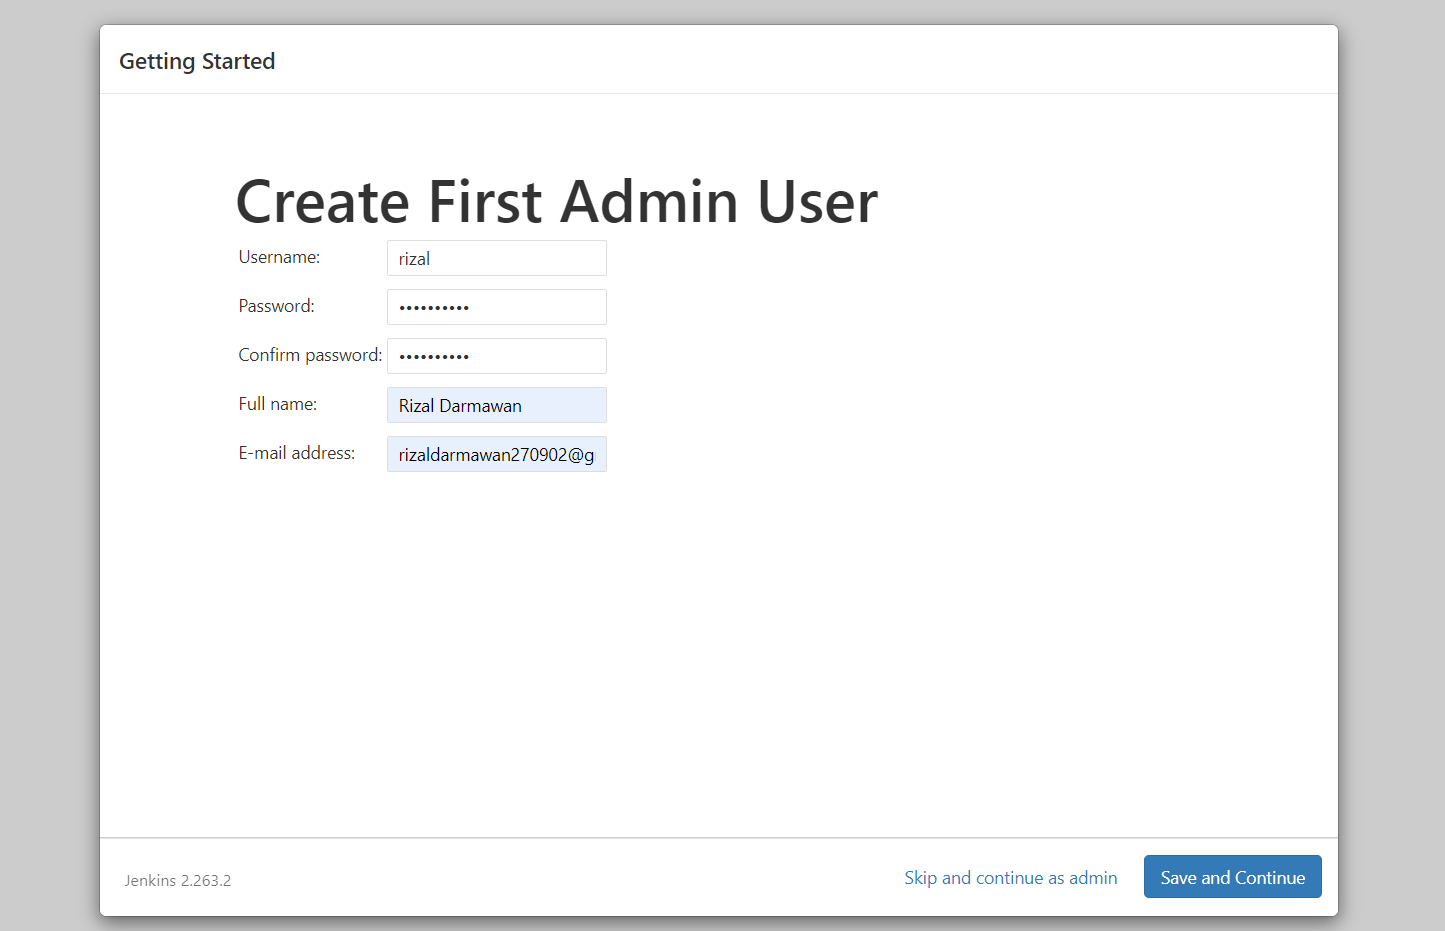 Getting Started
Create First Admin User
Username: rizal
Password: ••••••••••
Confirm password: ••••••••••
Full name: Rizal Darmawan
E-mail address: rizaldarmawan270902@g
Jenkins 2.263.2 Skip and continue as admin Save and Continue